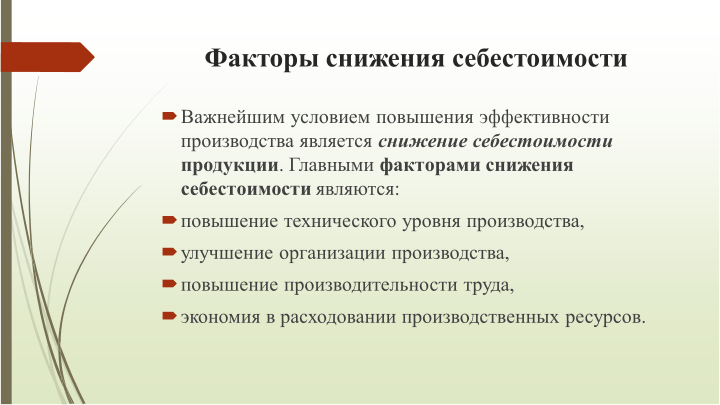 Факторы снижения себестоимости
Важнейшим условием повышения эффективности
производства является снижение себестоимости
продукции. Главными факторами снижения
себестоимости являются:
повышение технического уровня производства,
улучшение организации производства,
повышение производительности труда,
экономия в расходовании производственных ресурсов.